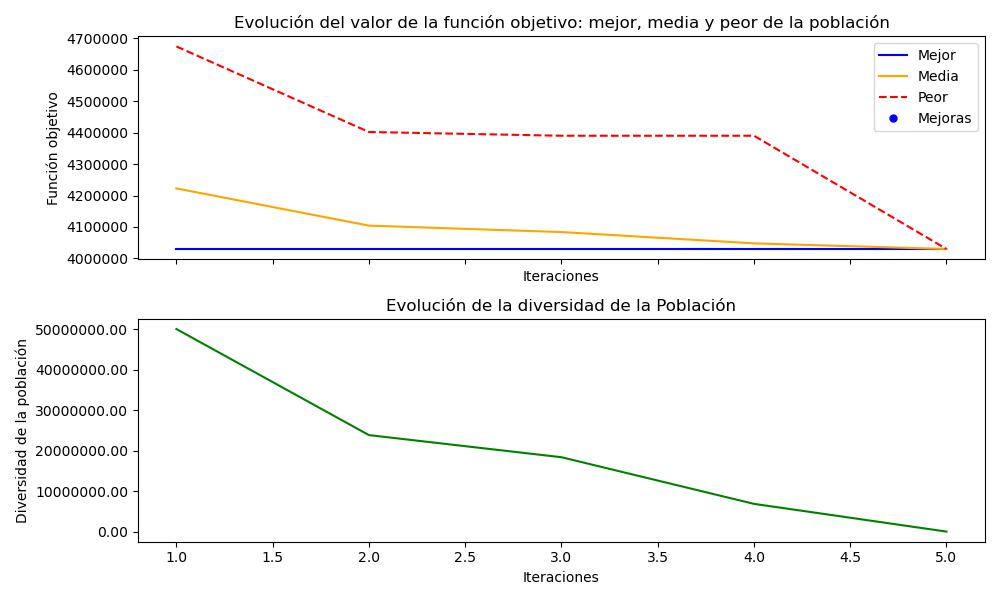 Evolución del valor de la función objetivo: mejor, media y peor de la población
Función objetivo
4700000
4600000
4500000
4400000
4300000
4200000
4100000
4000000
Mejor
Media
Peor
Mejoras
Iteraciones
Evolución de la diversidad de la Población
Diversidad de la población
50000000.00
40000000.00
30000000.00
20000000.00
10000000.00
0.00
1.0 1.5 2.0 2.5 3.0 3.5 4.0 4.5 5.0
Iteraciones